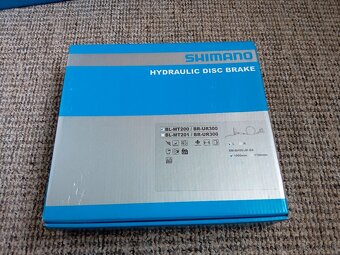 SHIMANO
HYDRAULIC DISC BRAKE
BL-MT200 / BR-UR300
BL-MT201 / BR-UR300